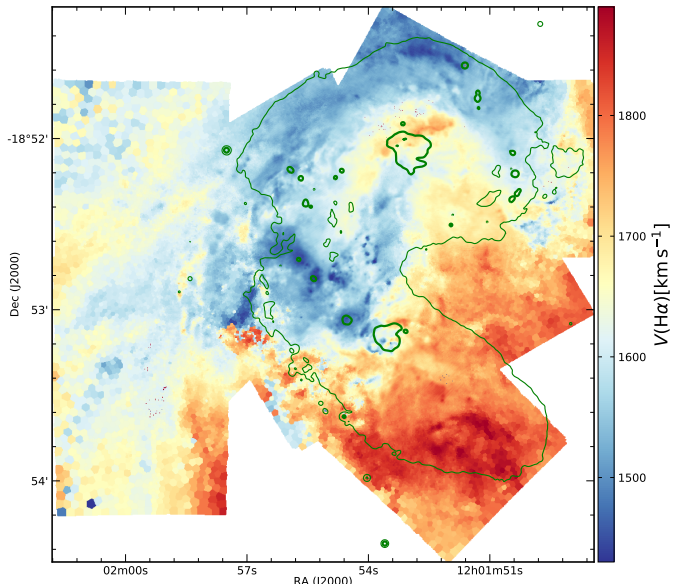 -18°52'
53'
54'
Dec (J2000)
02m00s
57s
54s
12h01m51s
RA (J2000)
1800
1700
1600
1500
V(Hα)[km s⁻¹]